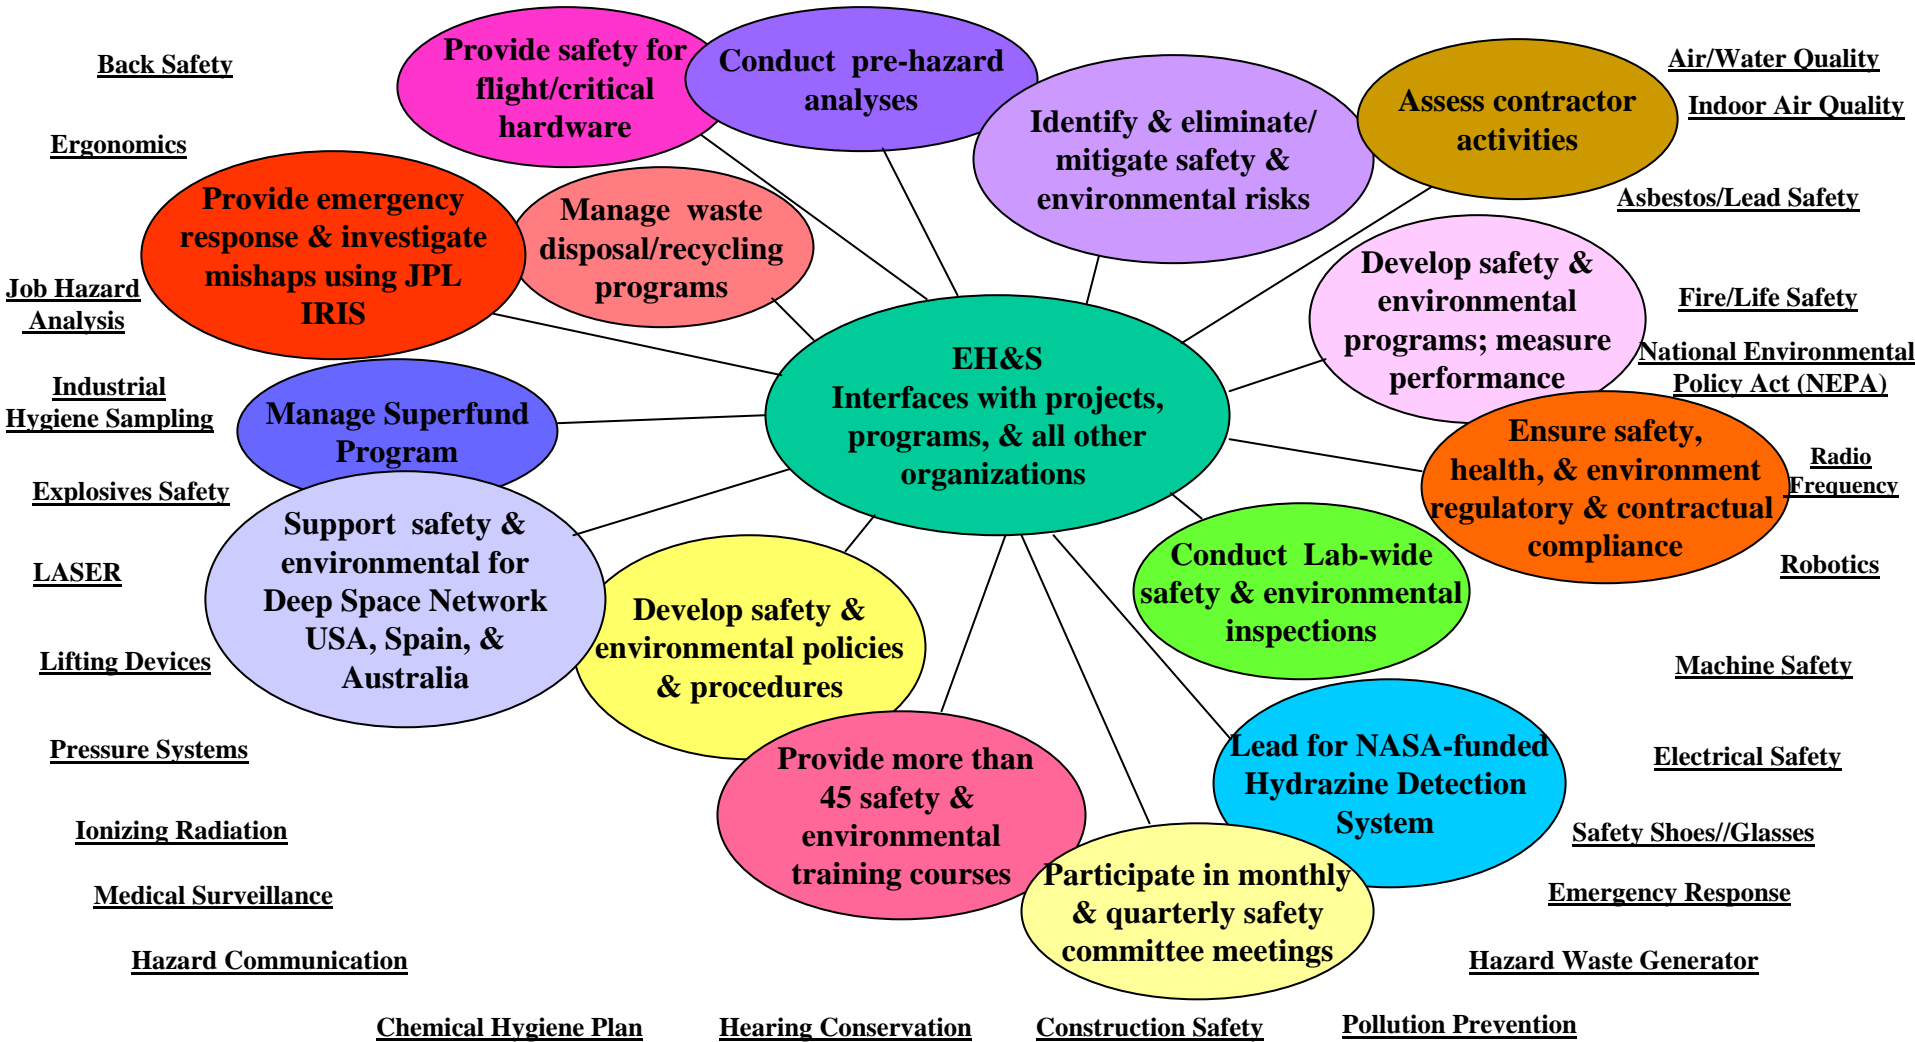 Back Safety
Ergonomics
Job Hazard
Analysis
Industrial
Hygiene Sampling
Explosives Safety
LASER
Lifting Devices
Pressure Systems
Ionizing Radiation
Medical Surveillance
Hazard Communication
Chemical Hygiene Plan
Hearing Conservation
Construction Safety
Pollution Prevention
Provide safety for
flight/critical
hardware
Conduct pre-hazard
analyses
Identify & eliminate/
mitigate safety &
environmental risks
Assess contractor
activities
Provide emergency
response & investigate
mishaps using JPL
IRIS
Manage waste
disposal/recycling
programs
Develop safety &
environmental
programs; measure
performance
EH&S
Interfaces with projects,
programs, & all other
organizations
Manage Superfund
Program
Ensure safety,
health, & environment
regulatory & contractual
compliance
Support safety &
environmental for
Deep Space Network
USA, Spain, &
Australia
Develop safety &
environmental policies
& procedures
Conduct Lab-wide
safety & environmental
inspections
Provide more than
45 safety &
environmental
training courses
Lead for NASA-funded
Hydrazine Detection
System
Participate in monthly
& quarterly safety
committee meetings
Air/Water Quality
Indoor Air Quality
Asbestos/Lead Safety
Fire/Life Safety
National Environmental
Policy Act (NEPA)
Radio
Frequency
Robotics
Machine Safety
Electrical Safety
Safety Shoes//Glasses
Emergency Response
Hazard Waste Generator